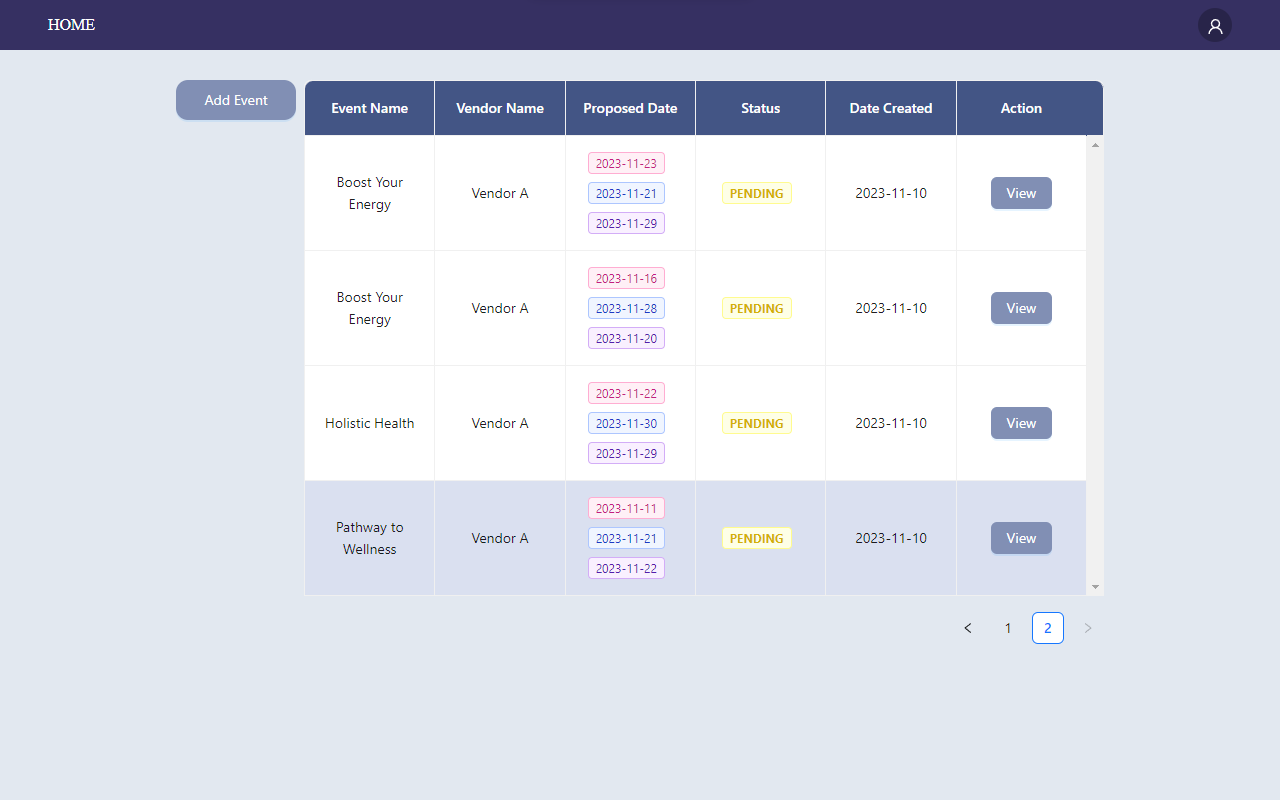 HOME
Add Event
Event Name Vendor Name Proposed Date Status Date Created Action
Boost Your
Energy
Vendor A
2023-11-23
2023-11-21
2023-11-29
PENDING
2023-11-10
View
Boost Your
Energy
Vendor A
2023-11-16
2023-11-28
2023-11-20
PENDING
2023-11-10
View
Holistic Health
Vendor A
2023-11-22
2023-11-30
2023-11-29
PENDING
2023-11-10
View
Pathway to
Wellness
Vendor A
2023-11-11
2023-11-21
2023-11-22
PENDING
2023-11-10
View
1 2